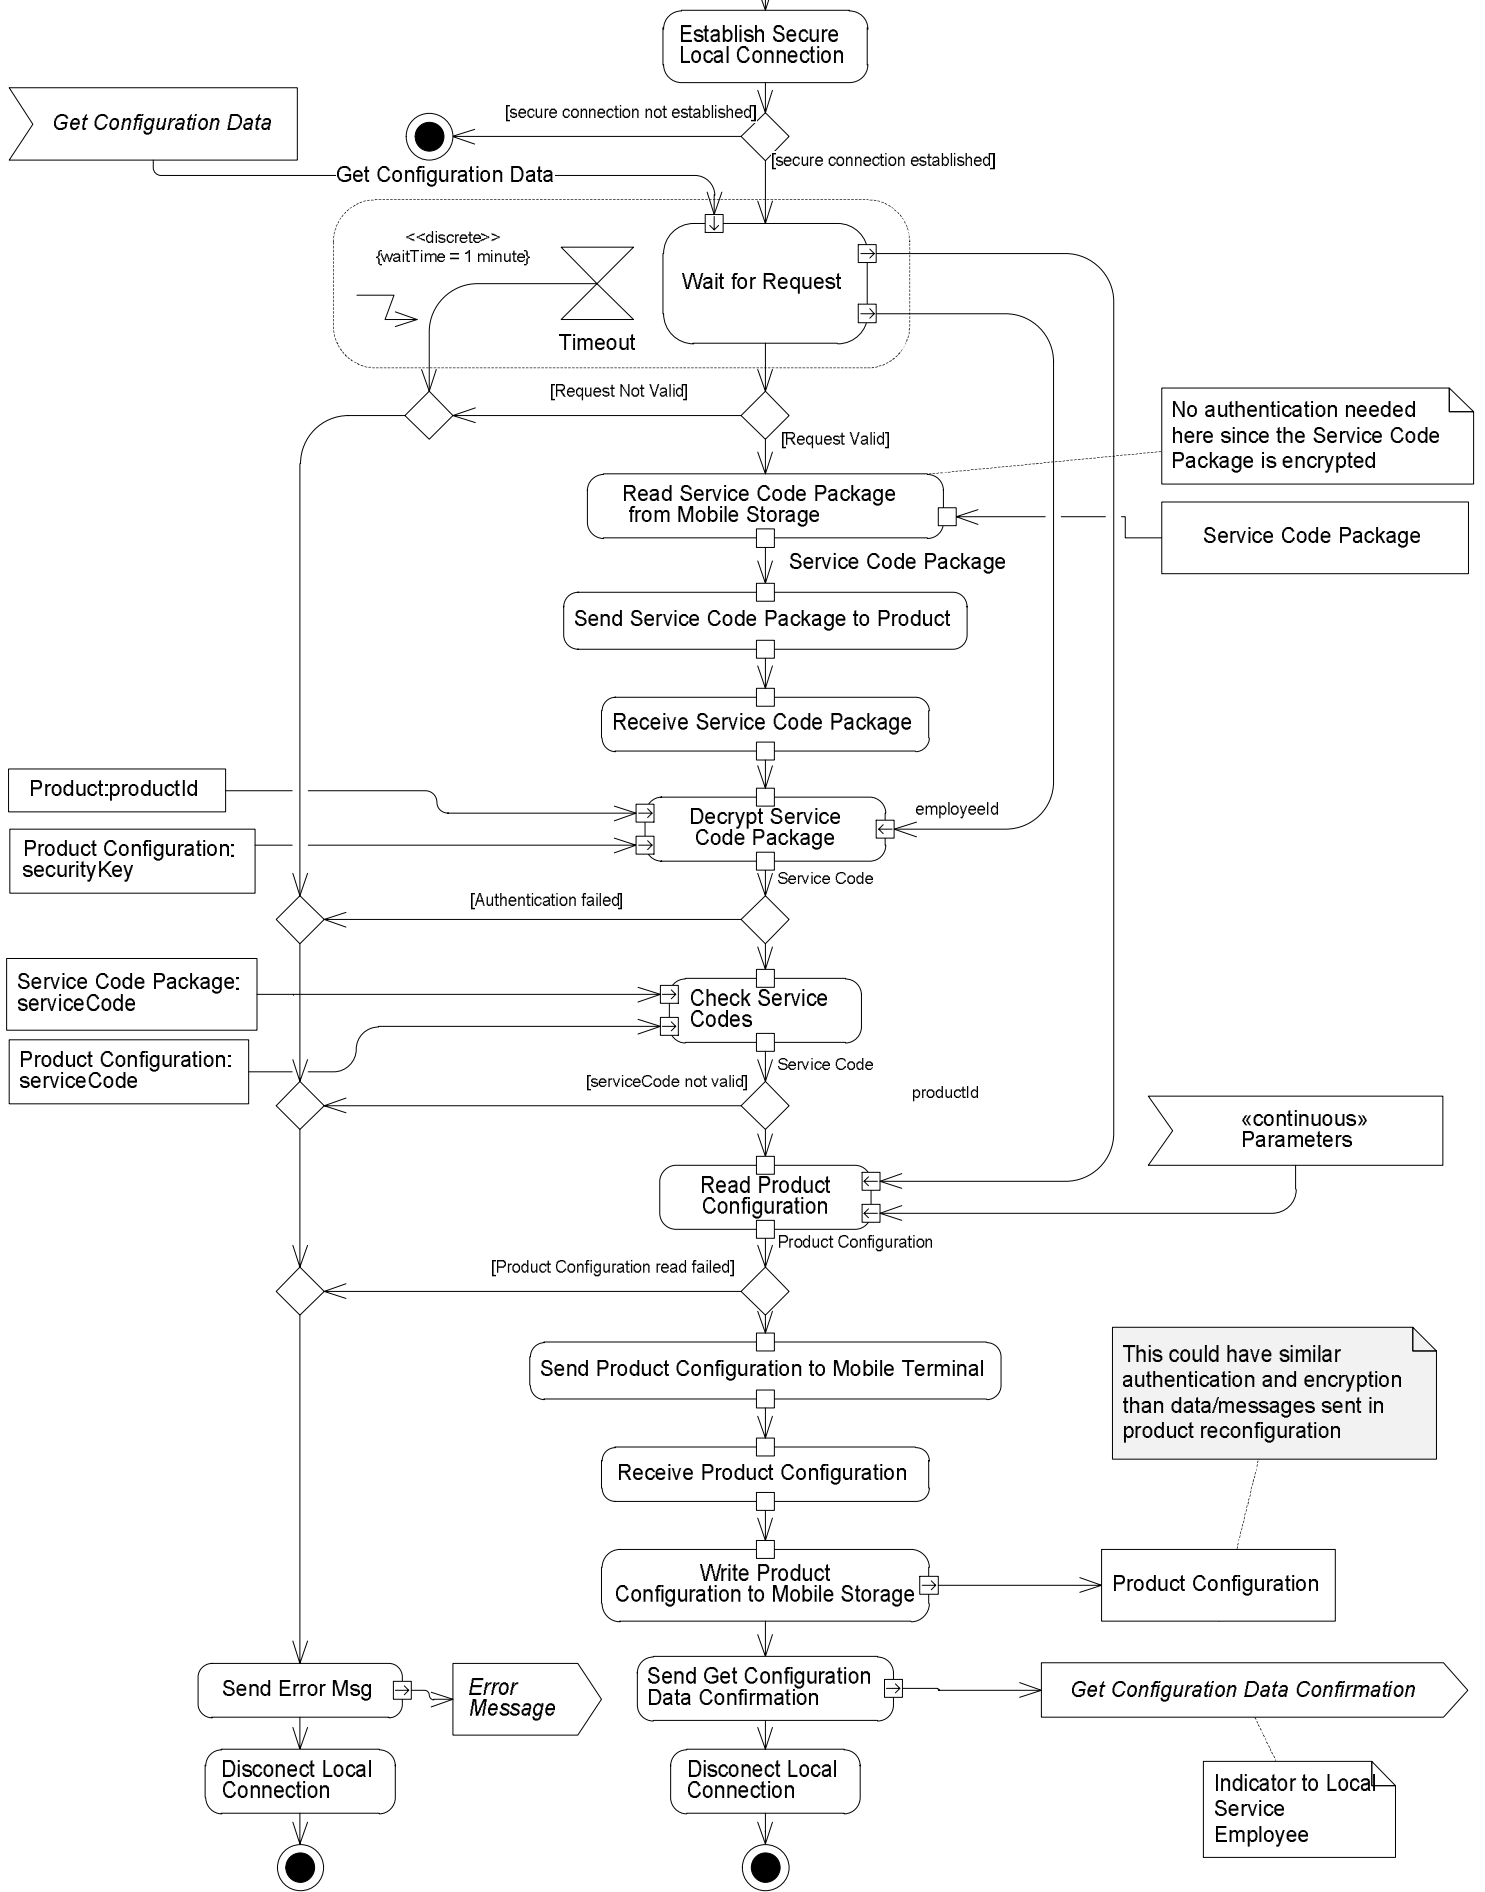 Establish Secure
Local Connection
[secure connection not established]
Get Configuration Data
[secure connection established]
Get Configuration Data
<<discrete>>
{waitTime = 1 minute}
Wait for Request
Timeout
[Request Not Valid]
[Request Valid]
No authentication needed
here since the Service Code
Package is encrypted
Read Service Code Package
from Mobile Storage
Service Code Package
Service Code Package
Send Service Code Package to Product
Receive Service Code Package
Product:productId
employeeId
Decrypt Service
Code Package
Product Configuration:
securityKey
Service Code
[Authentication failed]
Service Code Package:
serviceCode
Check Service
Codes
Product Configuration:
serviceCode
Service Code
[serviceCode not valid]
productId
«continuous»
Parameters
Read Product
Configuration
Product Configuration
[Product Configuration read failed]
Send Product Configuration to Mobile Terminal
This could have similar
authentication and encryption
than data/messages sent in
product reconfiguration
Receive Product Configuration
Write Product
Configuration to Mobile Storage
Product Configuration
Send Error Msg
Error
Message
Send Get Configuration
Data Confirmation
Get Configuration Data Confirmation
Disconect Local
Connection
Disconect Local
Connection
Indicator to Local
Service
Employee